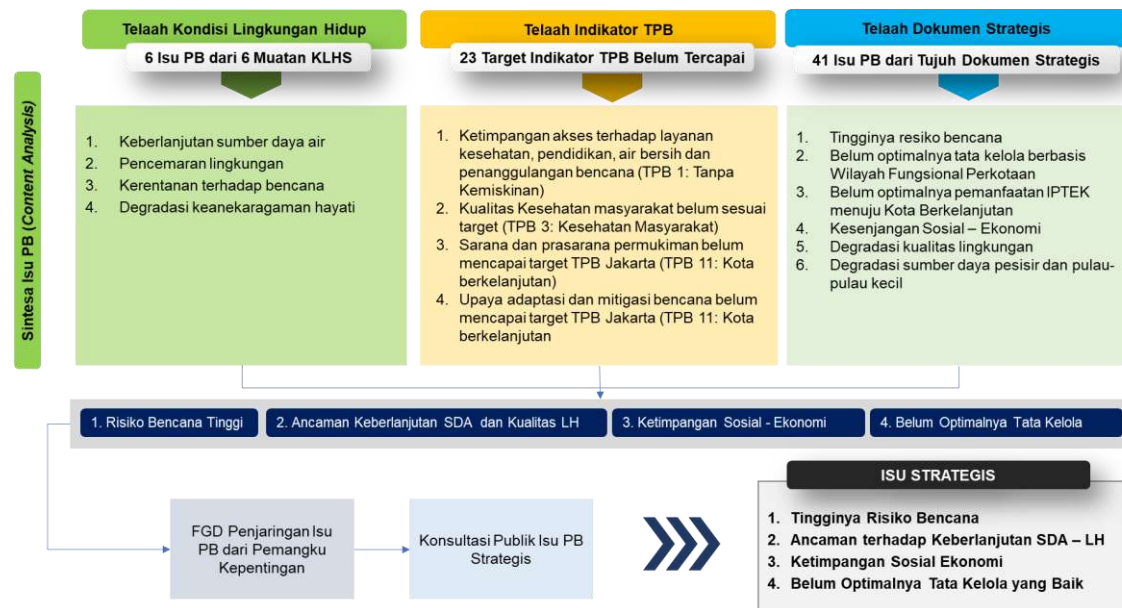 Sintesa Isu PB (Content Analysis)
Telaah Kondisi Lingkungan Hidup
6 Isu PB dari 6 Muatan KLHS
1. Keberlanjutan sumber daya air
2. Pencemaran lingkungan
3. Kerentanan terhadap bencana
4. Degradasi keanekaragaman hayati
Telaah Indikator TPB
23 Target Indikator TPB Belum Tercapai
1. Ketimpangan akses terhadap layanan
kesehatan, pendidikan, air bersih dan
penanggulangan bencana (TPB 1: Tanpa
Kemiskinan)
2. Kualitas Kesehatan masyarakat belum sesuai
target (TPB 3: Kesehatan Masyarakat)
3. Sarana dan prasarana permukiman belum
mencapai target TPB Jakarta (TPB 11: Kota
berkelanjutan)
4. Upaya adaptasi dan mitigasi bencana belum
mencapai target TPB Jakarta (TPB 11: Kota
berkelanjutan
Telaah Dokumen Strategis
41 Isu PB dari Tujuh Dokumen Strategis
1. Tingginya resiko bencana
2. Belum optimalnya tata kelola berbasis
Wilayah Fungsional Perkotaan
3. Belum optimalnya pemanfaatan IPTEK
menuju Kota Berkelanjutan
4. Kesenjangan Sosial – Ekonomi
5. Degradasi kualitas lingkungan
6. Degradasi sumber daya pesisir dan pulau-
pulau kecil
1. Risiko Bencana Tinggi
2. Ancaman Keberlanjutan SDA dan Kualitas LH
3. Ketimpangan Sosial - Ekonomi
4. Belum Optimalnya Tata Kelola
FGD Penjaringan Isu
PB dari Pemangku
Kepentingan
Konsultasi Publik Isu PB
Strategis
ISU STRATEGIS
1. Tingginya Risiko Bencana
2. Ancaman terhadap Keberlanjutan SDA – LH
3. Ketimpangan Sosial Ekonomi
4. Belum Optimalnya Tata Kelola yang Baik